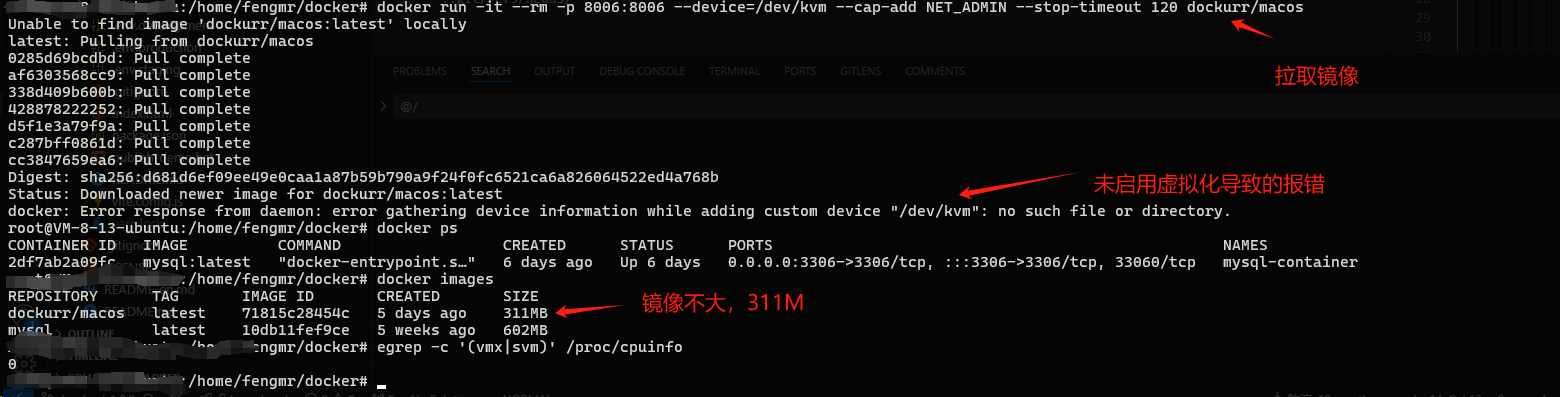 :/home/fengmr/docker# docker run -it --rm -p 8006:8006 --device=/dev/kvm --cap-add NET_ADMIN --stop-timeout 120 dockurr/macos
Unable to find image 'dockurr/macos:latest' locally
latest: Pulling from dockurr/macos
0285d69bcdbd: Pull complete
af6303568cc9: Pull complete
PROBLEMS SEARCH OUTPUT DEBUG CONSOLE TERMINAL PORTS GITLENS COMMENTS
拉取镜像
338d409b600b: Pull complete
428878222252: Pull complete
@/
d5f1e3a79f9a: Pull complete
c287bff0861d: Pull complete
cc3847659ea6: Pull complete
Digest: sha256:d681d6ef09ee49e0caa1a87b59b790a9f24f0fc6521ca6a826064522ed4a768b
未启用虚拟化导致的报错
Status: Downloaded newer image for dockurr/macos:latest
docker: Error response from daemon: error gathering device information while adding custom device "/dev/kvm": no such file or directory.
root@VM-8-13-ubuntu:/home/fengmr/docker# docker ps
CONTAINER ID IMAGE COMMAND CREATED STATUS PORTS NAMES
2df7ab2a09fc mysql:latest "docker-entrypoint.s…" 6 days ago Up 6 days 0.0.0.0:3306->3306/tcp, :::3306->3306/tcp, 33060/tcp mysql-container
:/home/fengmr/docker# docker images
REPOSITORY TAG IMAGE ID CREATED SIZE
dockurr/macos latest 71815c28454c 5 days ago 311MB
镜像不大，311M
mysql latest 10db11fef9ce 5 weeks ago 602MB
:/home/fengmr/docker# egrep -c '(vmx|svm)' /proc/cpuinfo
0
:/home/fengmr/docker#